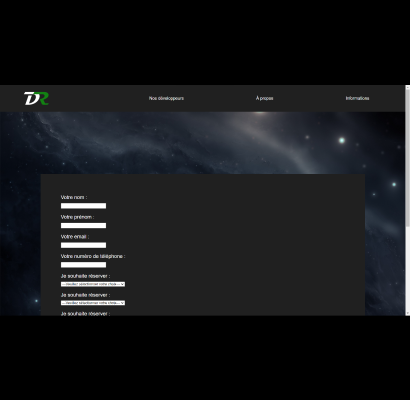 DR
Nos développeurs
À propos
Informations
Votre nom :
Votre prénom :
Votre email :
Votre numéro de téléphone :
Je souhaite réserver :
---Veuillez sélectionner votre choix---
Je souhaite réserver :
---Veuillez sélectionner votre choix---
Je souhaite réserver :